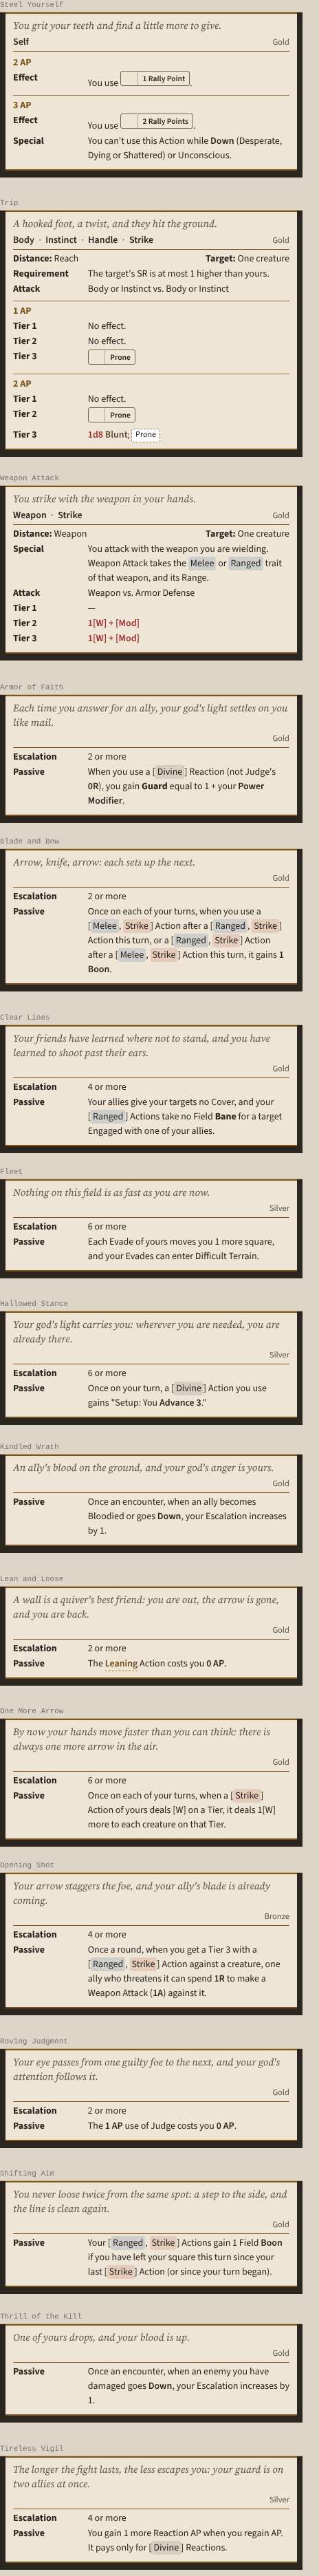 Steel Yourself
You grit your teeth and find a little more to give.
Self Gold
2 AP
Effect You use 1 Rally Point.
3 AP
Effect You use 2 Rally Points.
Special You can't use this Action while Down (Desperate,
Dying or Shattered) or Unconscious.
Trip
A hooked foot, a twist, and they hit the ground.
Body · Instinct · Handle · Strike Gold
Distance: Reach Target: One creature
Requirement The target's SR is at most 1 higher than yours.
Attack Body or Instinct vs. Body or Instinct
1 AP
Tier 1 No effect.
Tier 2 No effect.
Tier 3 Prone
2 AP
Tier 1 No effect.
Tier 2 Prone
Tier 3 1d8 Blunt; Prone
Weapon Attack
You strike with the weapon in your hands.
Weapon · Strike Gold
Distance: Weapon Target: One creature
Special You attack with the weapon you are wielding.
Weapon Attack takes the Melee or Ranged trait
of that weapon, and its Range.
Attack Weapon vs. Armor Defense
Tier 1 —
Tier 2 1[W] + [Mod]
Tier 3 1[W] + [Mod]
Armor of Faith
Each time you answer for an ally, your god's light settles on you
like mail.
Gold
Escalation 2 or more
Passive When you use a [Divine] Reaction (not Judge's
0R), you gain Guard equal to 1 + your Power
Modifier.
Blade and Bow
Arrow, knife, arrow: each sets up the next.
Gold
Escalation 2 or more
Passive Once on each of your turns, when you use a
[Melee, Strike] Action after a [Ranged, Strike]
Action this turn, or a [Ranged, Strike] Action
after a [Melee, Strike] Action this turn, it gains 1
Boon.
Clear Lines
Your friends have learned where not to stand, and you have
learned to shoot past their ears.
Gold
Escalation 4 or more
Passive Your allies give your targets no Cover, and your
[Ranged] Actions take no Field Bane for a target
Engaged with one of your allies.
Fleet
Nothing on this field is as fast as you are now.
Silver
Escalation 6 or more
Passive Each Evade of yours moves you 1 more square,
and your Evades can enter Difficult Terrain.
Hallowed Stance
Your god's light carries you: wherever you are needed, you are
already there.
Silver
Escalation 6 or more
Passive Once on your turn, a [Divine] Action you use
gains "Setup: You Advance 3."
Kindled Wrath
An ally's blood on the ground, and your god's anger is yours.
Gold
Passive Once an encounter, when an ally becomes
Bloodied or goes Down, your Escalation increases
by 1.
Lean and Loose
A wall is a quiver's best friend: you are out, the arrow is gone,
and you are back.
Gold
Escalation 2 or more
Passive The Leaning Action costs you 0 AP.
One More Arrow
By now your hands move faster than you can think: there is
always one more arrow in the air.
Gold
Escalation 6 or more
Passive Once on each of your turns, when a [Strike]
Action of yours deals [W] on a Tier, it deals 1[W]
more to each creature on that Tier.
Opening Shot
Your arrow staggers the foe, and your ally's blade is already
coming.
Bronze
Escalation 4 or more
Passive Once a round, when you get a Tier 3 with a
[Ranged, Strike] Action against a creature, one
ally who threatens it can spend 1R to make a
Weapon Attack (1A) against it.
Roving Judgment
Your eye passes from one guilty foe to the next, and your god's
attention follows it.
Gold
Escalation 2 or more
Passive The 1 AP use of Judge costs you 0 AP.
Shifting Aim
You never loose twice from the same spot: a step to the side, and
the line is clean again.
Gold
Passive Your [Ranged, Strike] Actions gain 1 Field Boon
if you have left your square this turn since your
last [Strike] Action (or since your turn began).
Thrill of the Kill
One of yours drops, and your blood is up.
Gold
Passive Once an encounter, when an enemy you have
damaged goes Down, your Escalation increases by
1.
Tireless Vigil
The longer the fight lasts, the less escapes you: your guard is on
two allies at once.
Silver
Escalation 4 or more
Passive You gain 1 more Reaction AP when you regain AP.
It pays only for [Divine] Reactions.